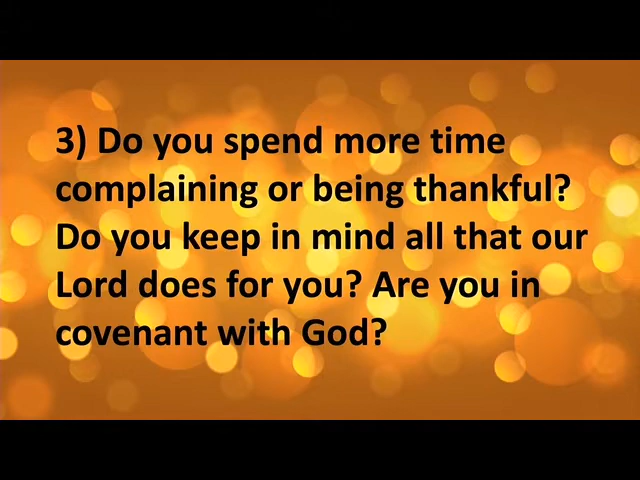 3) Do you spend more time
complaining or being thankful?
Do you keep in mind all that our
Lord does for you? Are you in
covenant with God?